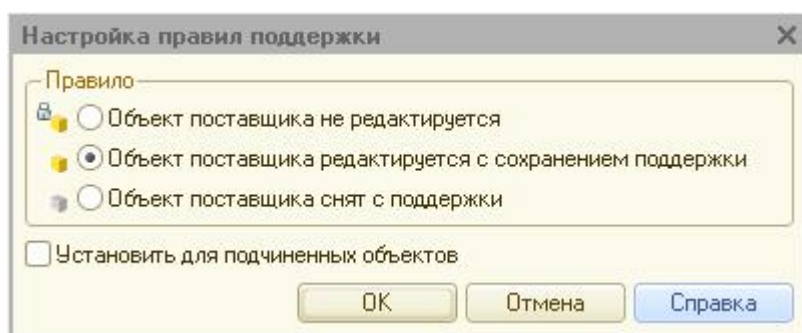 Настройка правил поддержки
Правило
Объект поставщика не редактируется
Объект поставщика редактируется с сохранением поддержки
Объект поставщика снят с поддержки
Установить для подчиненных объектов
ОК Отмена Справка